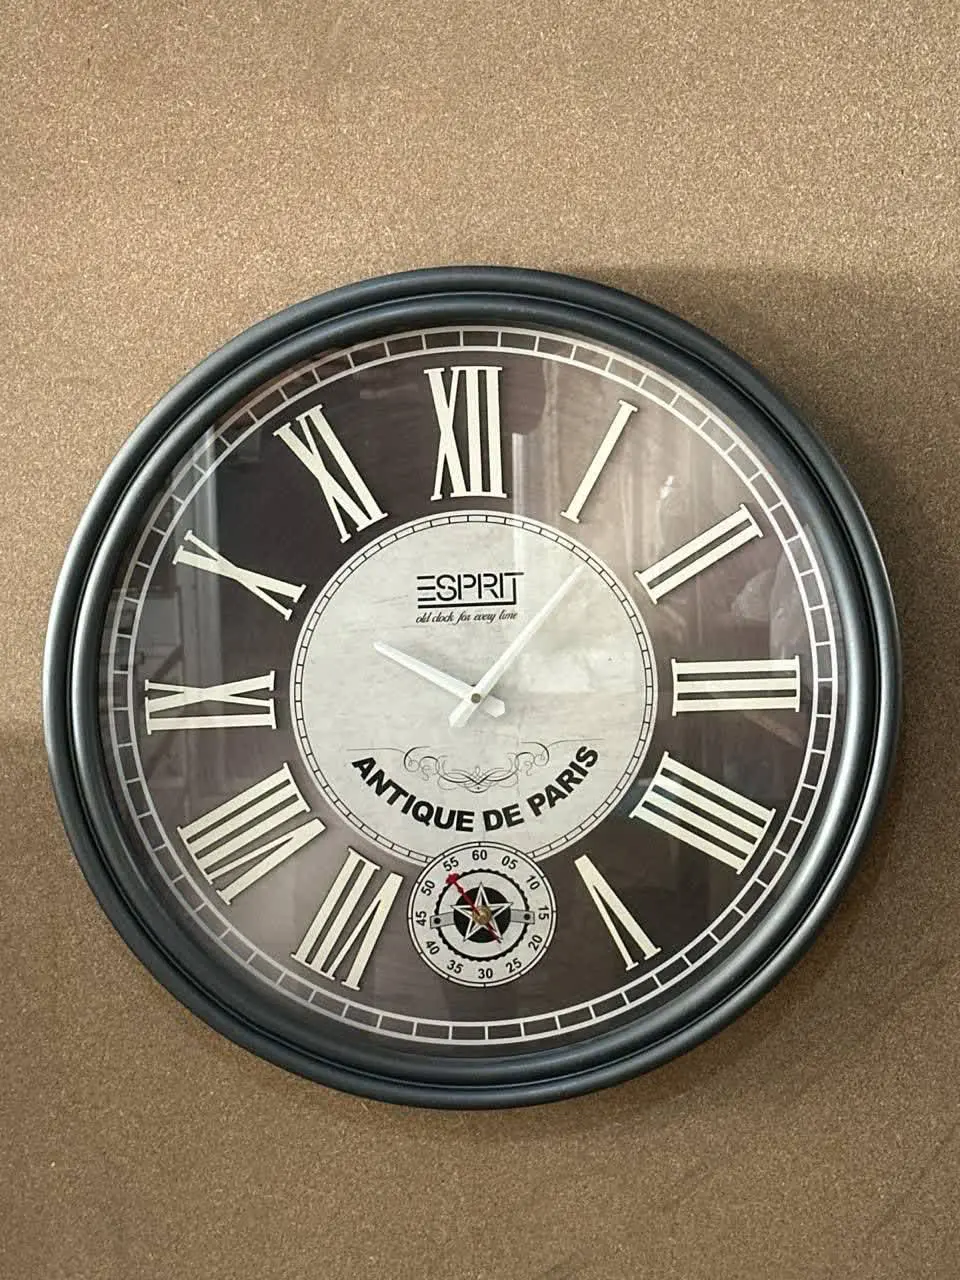 XII
I
II
III
IIII
V
VII
VIII
IX
X
XI
ESPRIT
old clock for every time
ANTIQUE DE PARIS
60
05
10
15
20
25
30
35
40
45
50
55